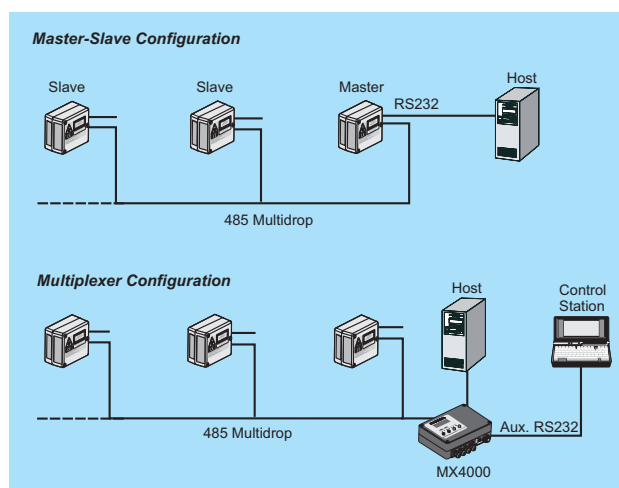 Master-Slave Configuration
Slave
Slave
Master
Host
RS232
485 Multidrop
Multiplexer Configuration
Host
Control
Station
485 Multidrop
Aux. RS232
MX4000